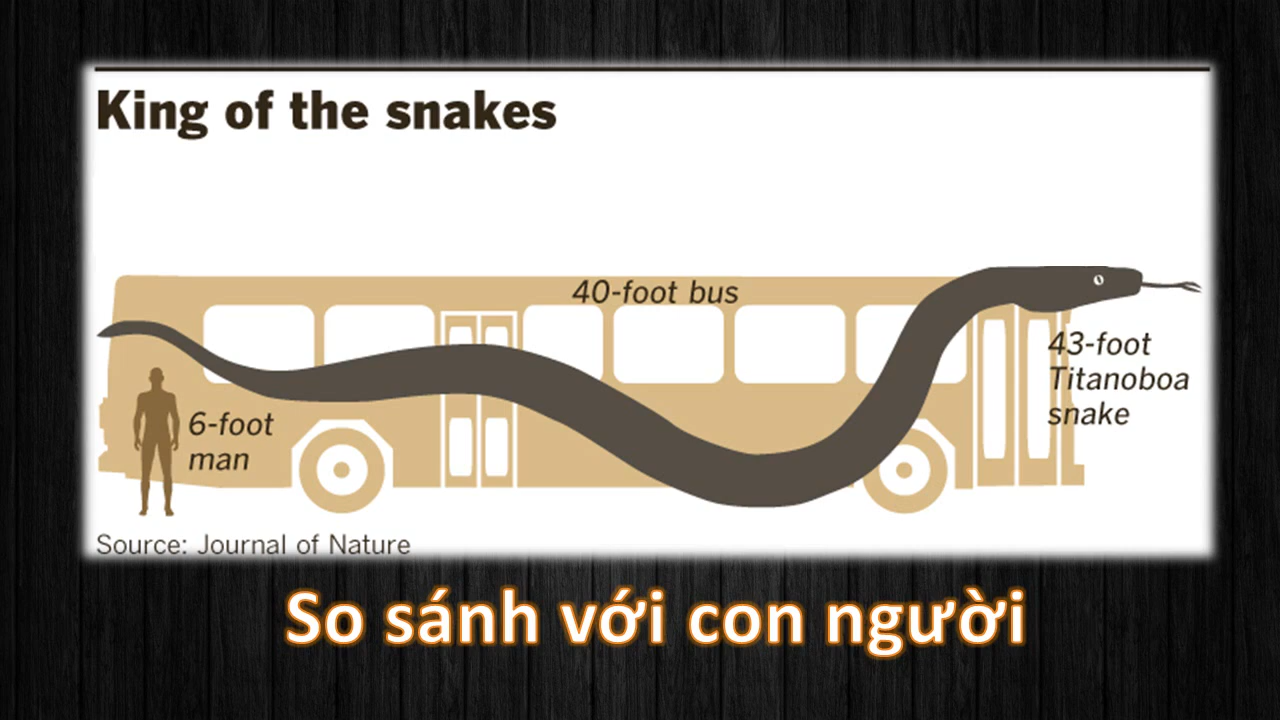 King of the snakes
40-foot bus
43-foot
Titanoboa
snake
6-foot
man
Source: Journal of Nature
So sánh với con người